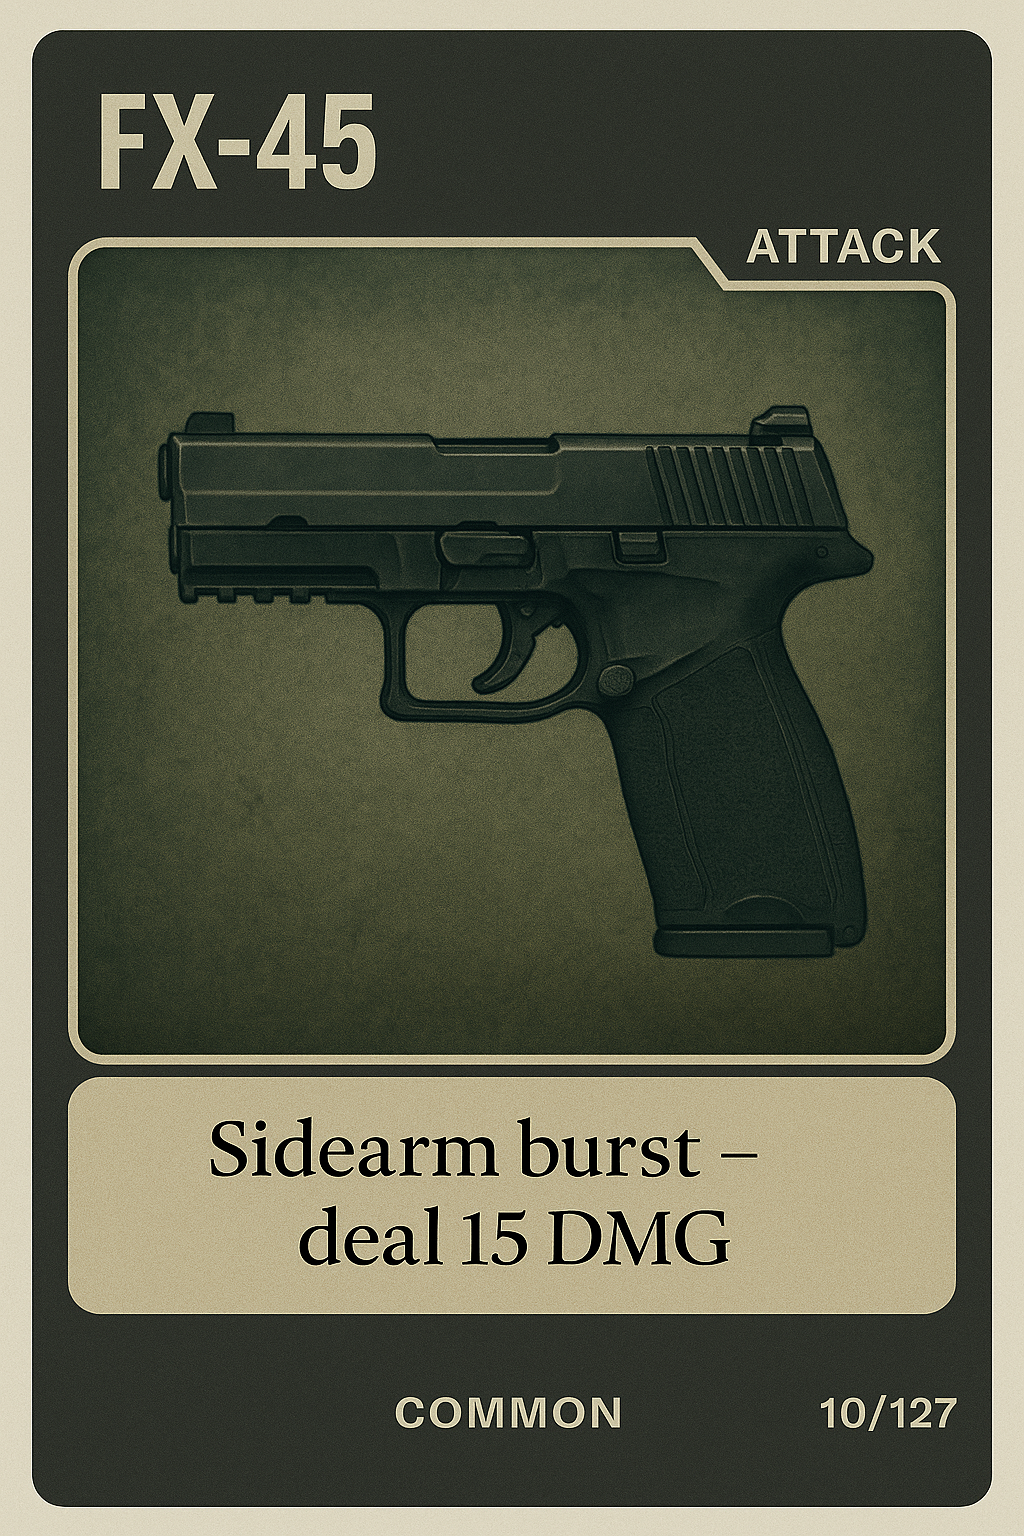 FX-45
ATTACK
Sidearm burst –
deal 15 DMG
COMMON
10/127